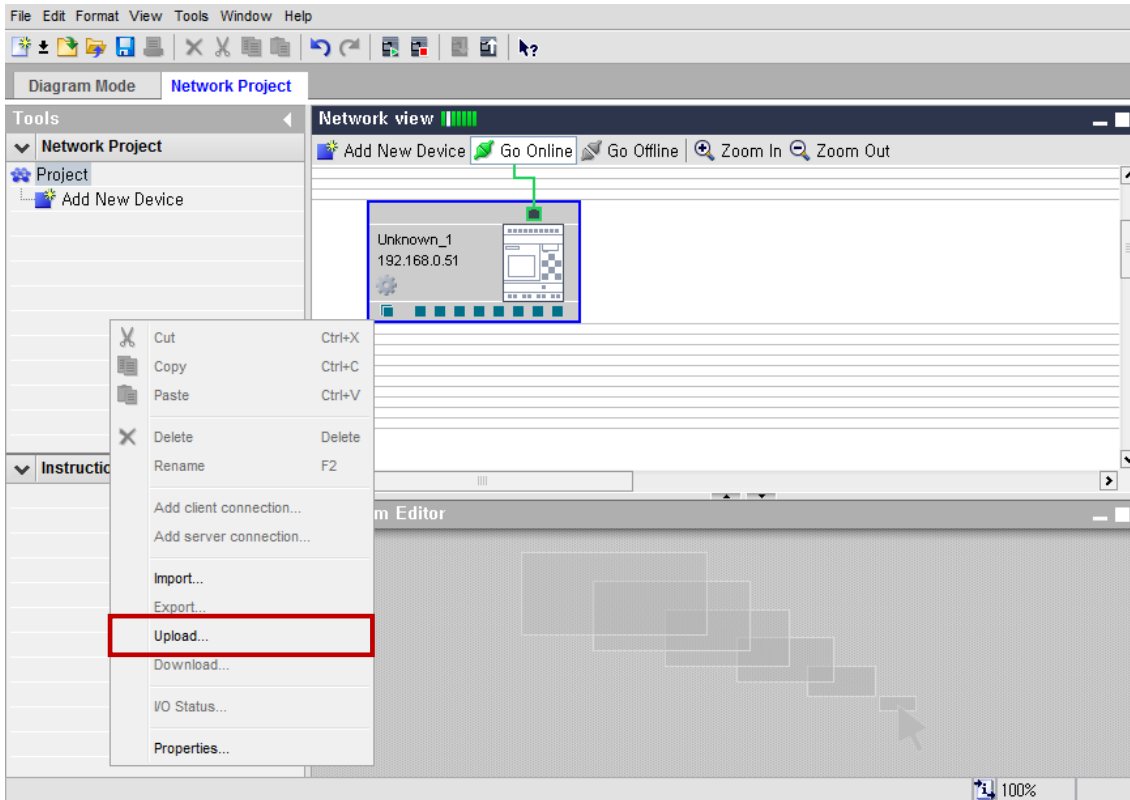 File Edit Format View Tools Window Help
Diagram Mode Network Project
Tools
Network Project
Project
Add New Device
Network view
Add New Device Go Online Go Offline Zoom In Zoom Out
Unknown_1
192.168.0.51
Cut Ctrl+X
Copy Ctrl+C
Paste Ctrl+V
Delete Delete
Rename F2
Add client connection...
Add server connection...
Import...
Export...
Upload...
Download...
I/O Status...
Properties...
Instructic
m Editor
100%